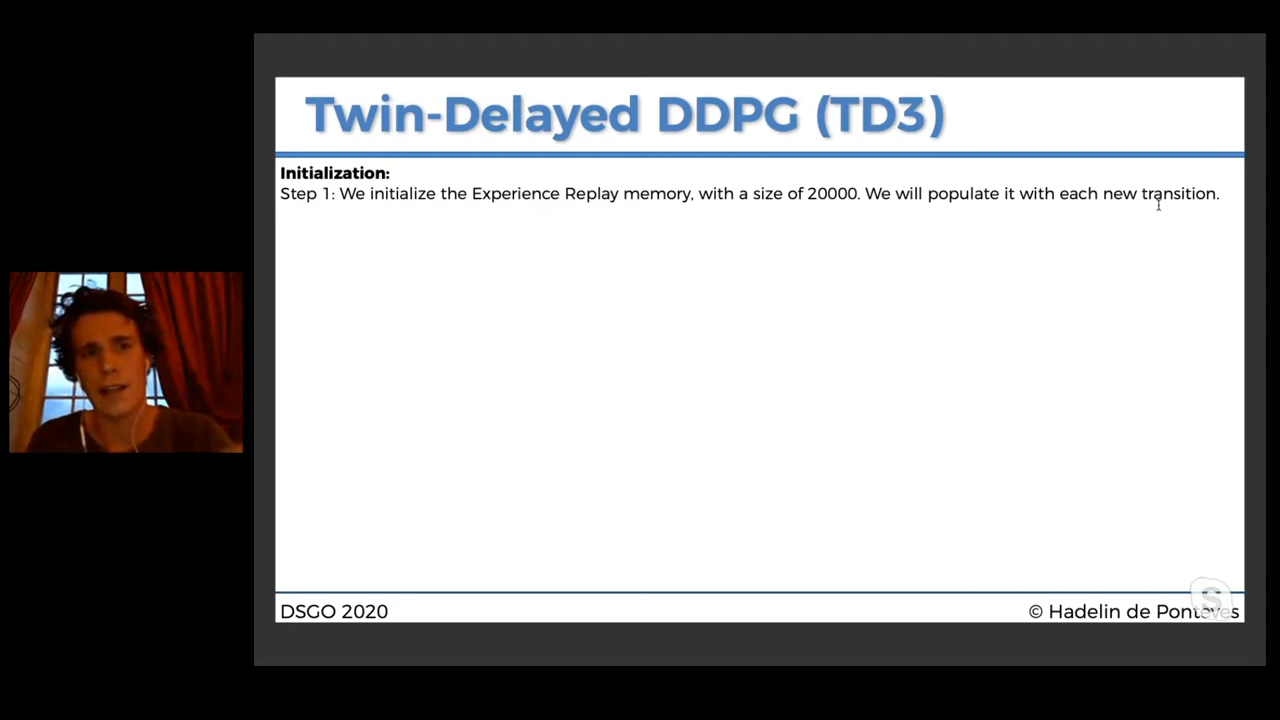 Twin-Delayed DDPG (TD3)
Initialization:
Step 1: We initialize the Experience Replay memory, with a size of 20000. We will populate it with each new transition.
DSGO 2020
© Hadelin de Ponteves